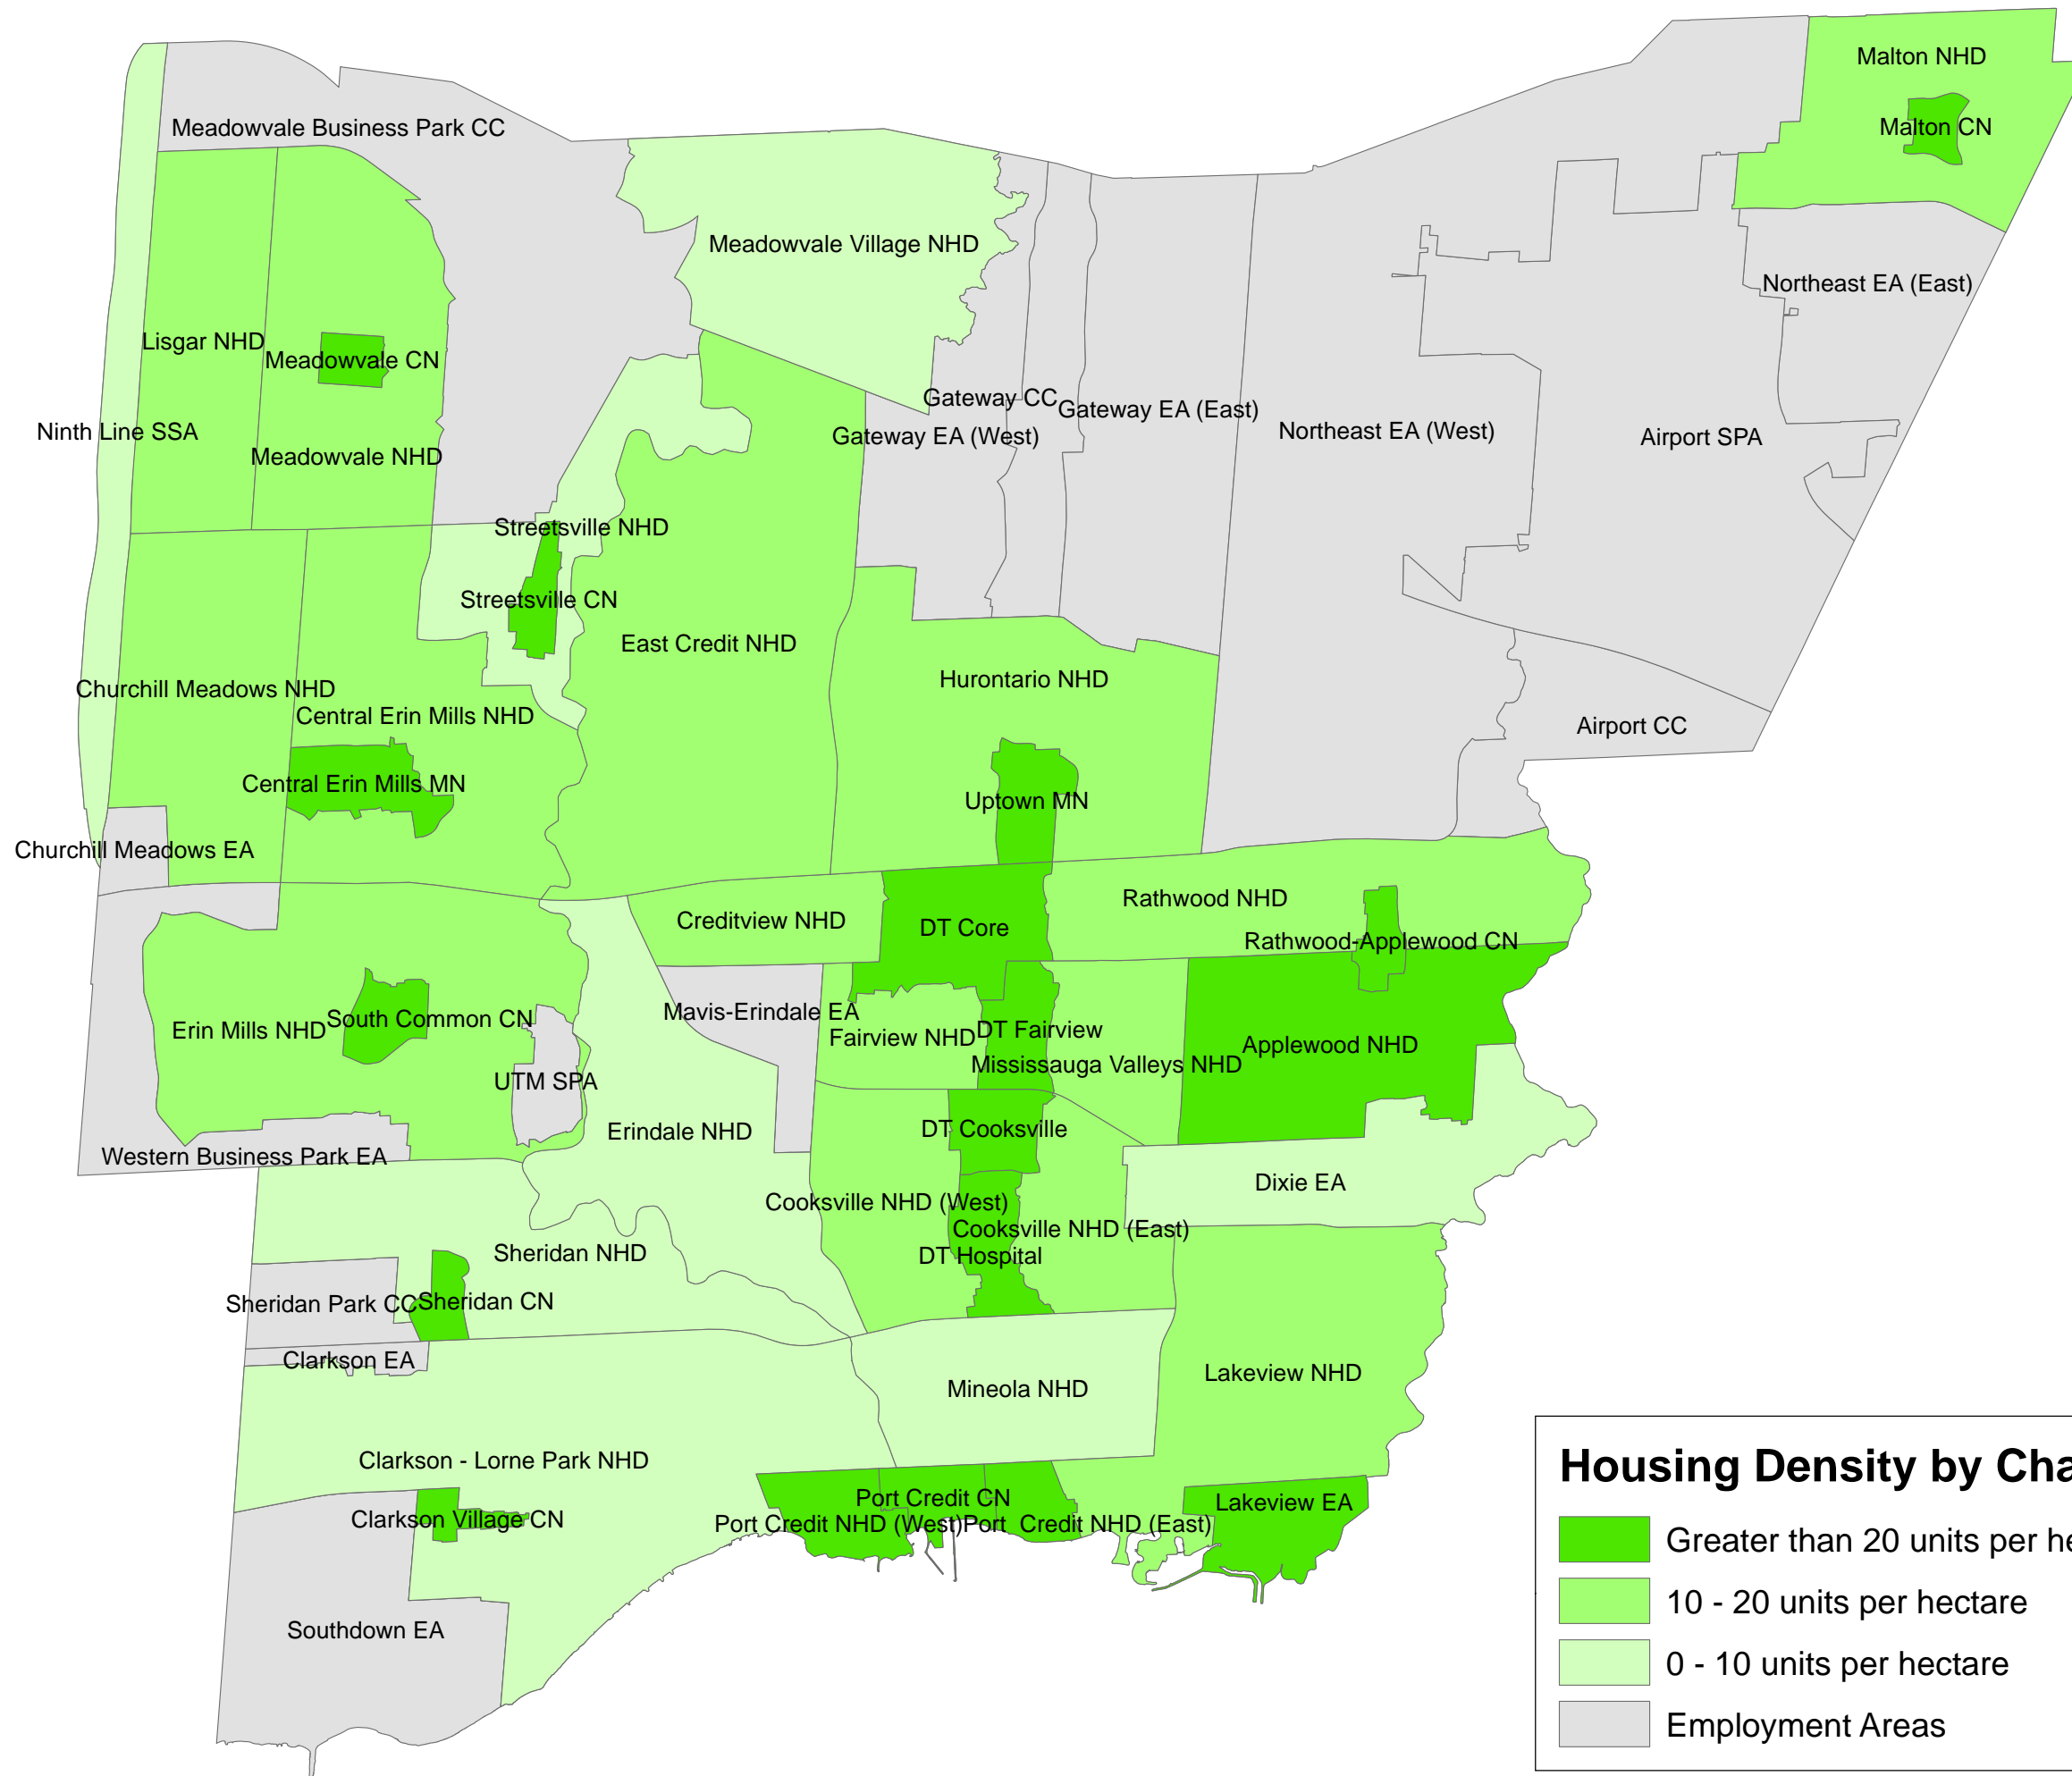 Malton NHD
Malton CN
Meadowvale Business Park CC
Meadowvale Village NHD
Northeast EA (East)
Lisgar NHD
Meadowvale CN
Gateway CC
Gateway EA (East)
Ninth Line SSA
Gateway EA (West)
Northeast EA (West)
Airport SPA
Meadowvale NHD
Streetsville NHD
Streetsville CN
East Credit NHD
Hurontario NHD
Churchill Meadows NHD
Central Erin Mills NHD
Airport CC
Central Erin Mills MN
Uptown MN
Churchill Meadows EA
Rathwood NHD
Creditview NHD
DT Core
Rathwood-Applewood CN
Mavis-Erindale EA
South Common CN
Erin Mills NHD
DT Fairview
Fairview NHD
Applewood NHD
Mississauga Valleys NHD
UTM SPA
DT Cooksville
Erindale NHD
Western Business Park EA
Dixie EA
Cooksville NHD (West)
Cooksville NHD (East)
Sheridan NHD
DT Hospital
Sheridan Park CC
Sheridan CN
Clarkson EA
Lakeview NHD
Mineola NHD
Clarkson - Lorne Park NHD
Port Credit CN
Lakeview EA
Clarkson Village CN
Port Credit NHD (West)
Port Credit NHD (East)
Southdown EA
Housing Density by Cha
Greater than 20 units per he
10 - 20 units per hectare
0 - 10 units per hectare
Employment Areas